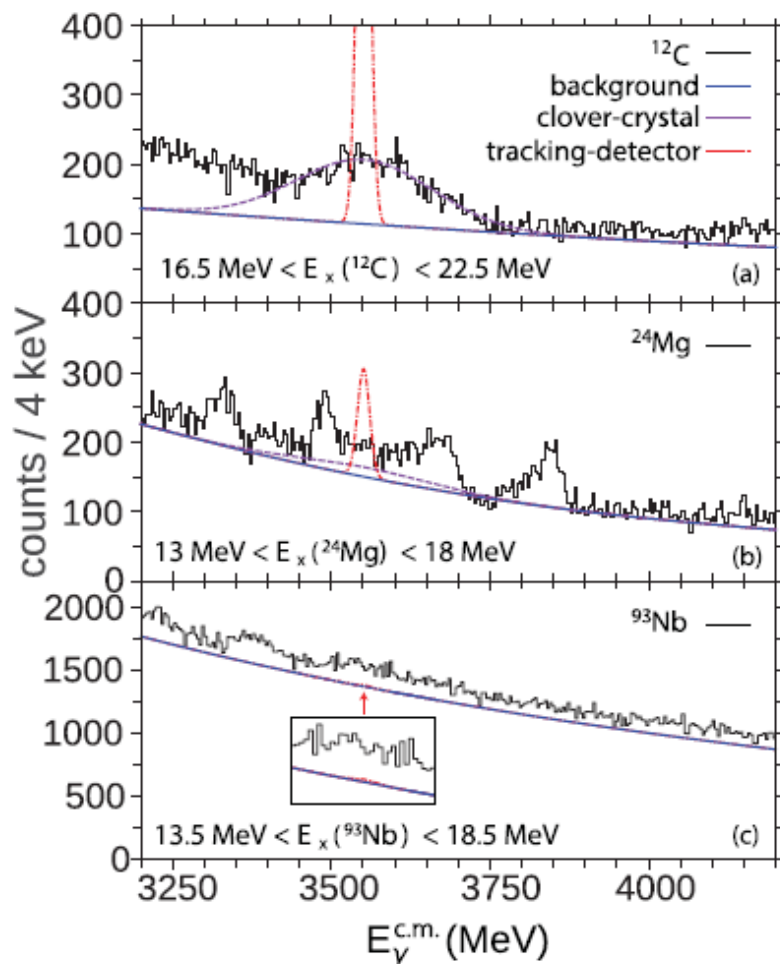 400
¹²C
background
300
clover-crystal
tracking-detector
200
100
16.5 MeV < E x (¹²C) < 22.5 MeV
(a)
400
²⁴Mg
300
200
100
13 MeV < E x (²⁴Mg) < 18 MeV
(b)
0
2000
⁹³Nb
1500
1000
500
13.5 MeV < E x (⁹³Nb) < 18.5 MeV
(c)
0
counts / 4 keV
3250 3500 3750 4000
Eγ c.m. (MeV)